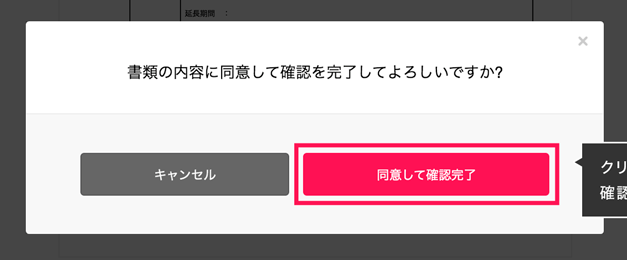 延長期間 :
×
書類の内容に同意して確認を完了してよろしいですか?
キャンセル
同意して確認完了
クリ
確認